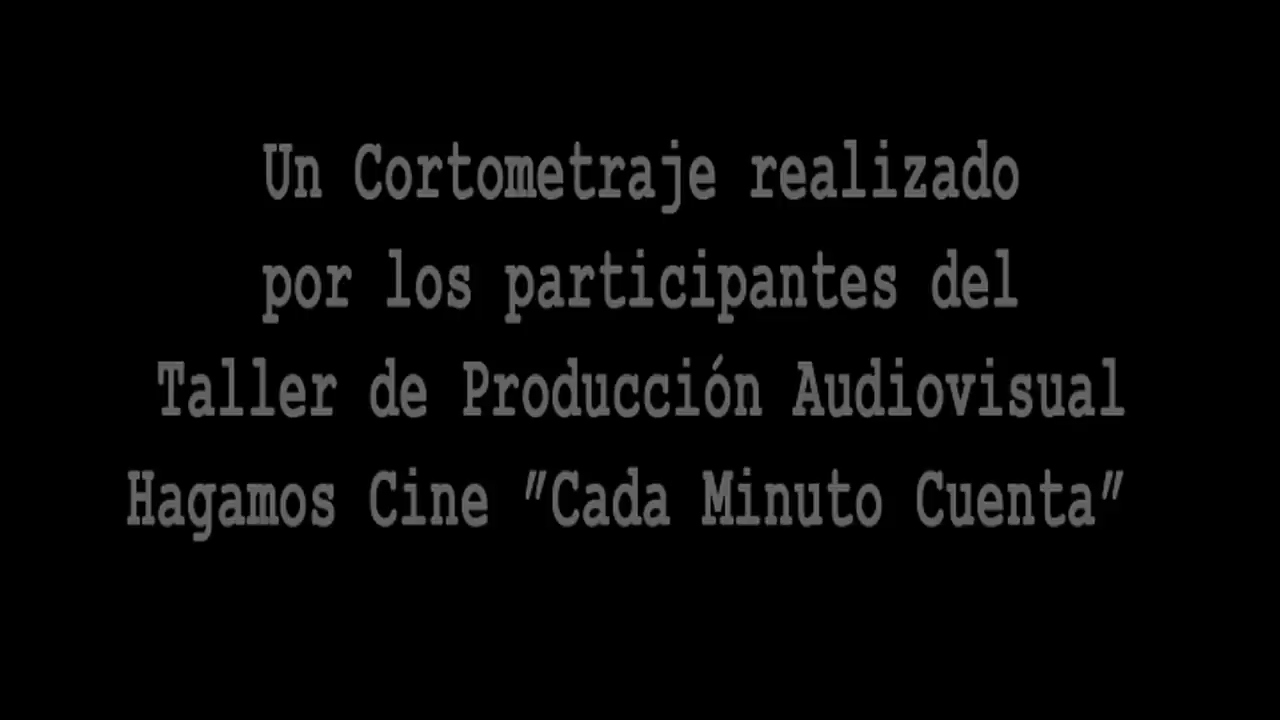 Un Cortometraje realizado
por los participantes del
Taller de Producción Audiovisual
Hagamos Cine "Cada Minuto Cuenta"